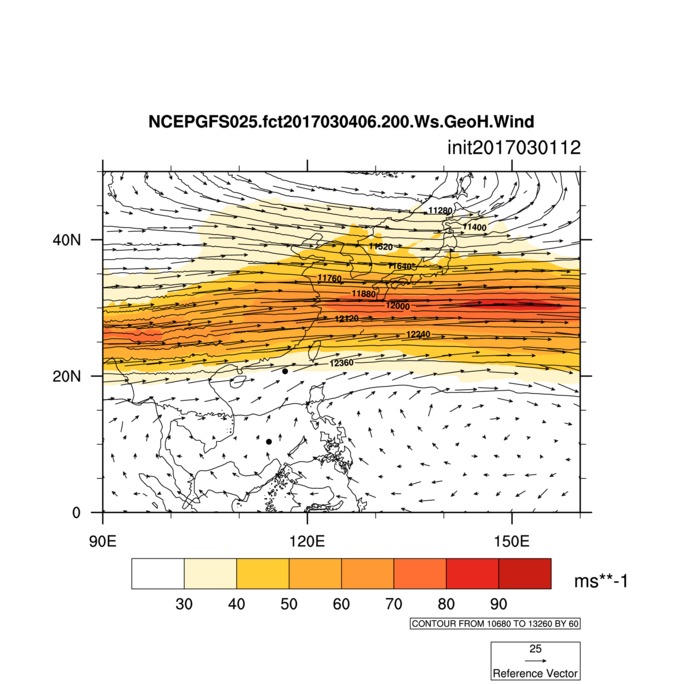 NCEPGFS025.fct2017030406.200.Ws.GeoH.Wind
init2017030112
11280
11400
40N
11520
11640
11760
11880
12000
12120
12240
12360
20N
0
90E 120E 150E
ms**-1
30 40 50 60 70 80 90
CONTOUR FROM 10680 TO 13260 BY 60
25
Reference Vector